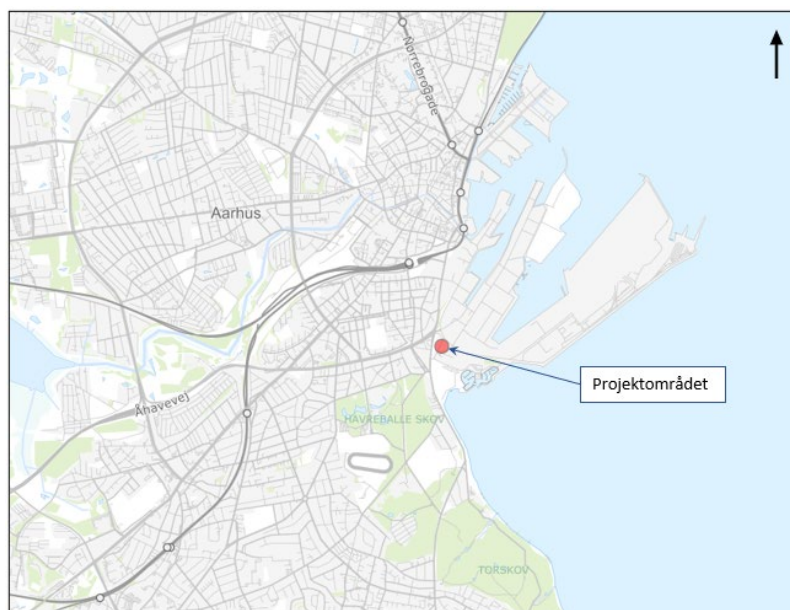 Nørrebrogade
Aarhus
Projektområdet
Åhavevej
HAVREBALLE SKOV
TORSKOV